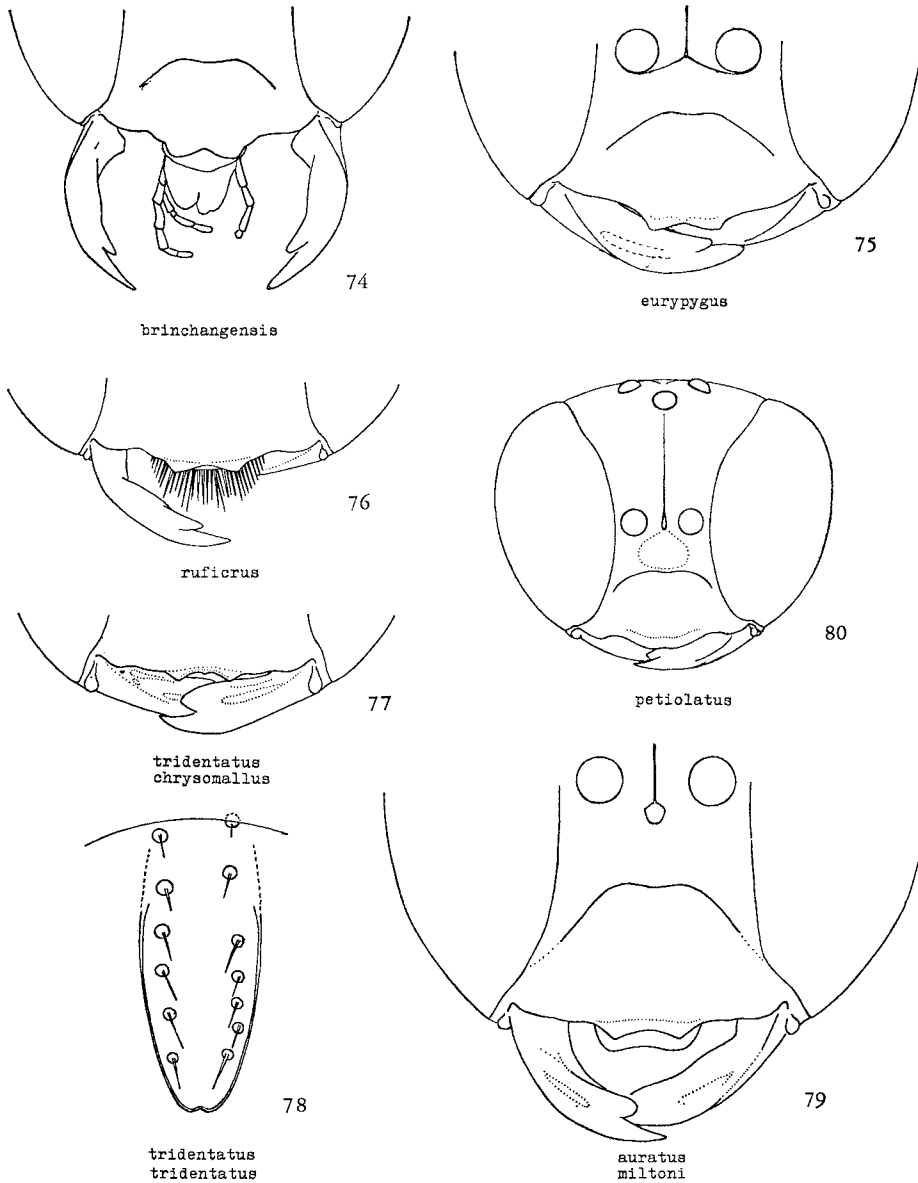 74
brinchangensis
75
eurypygus
76
ruficrus
80
petiolatus
77
tridentatus
chrysomallus
78
tridentatus
tridentatus
79
auratus
miltoni